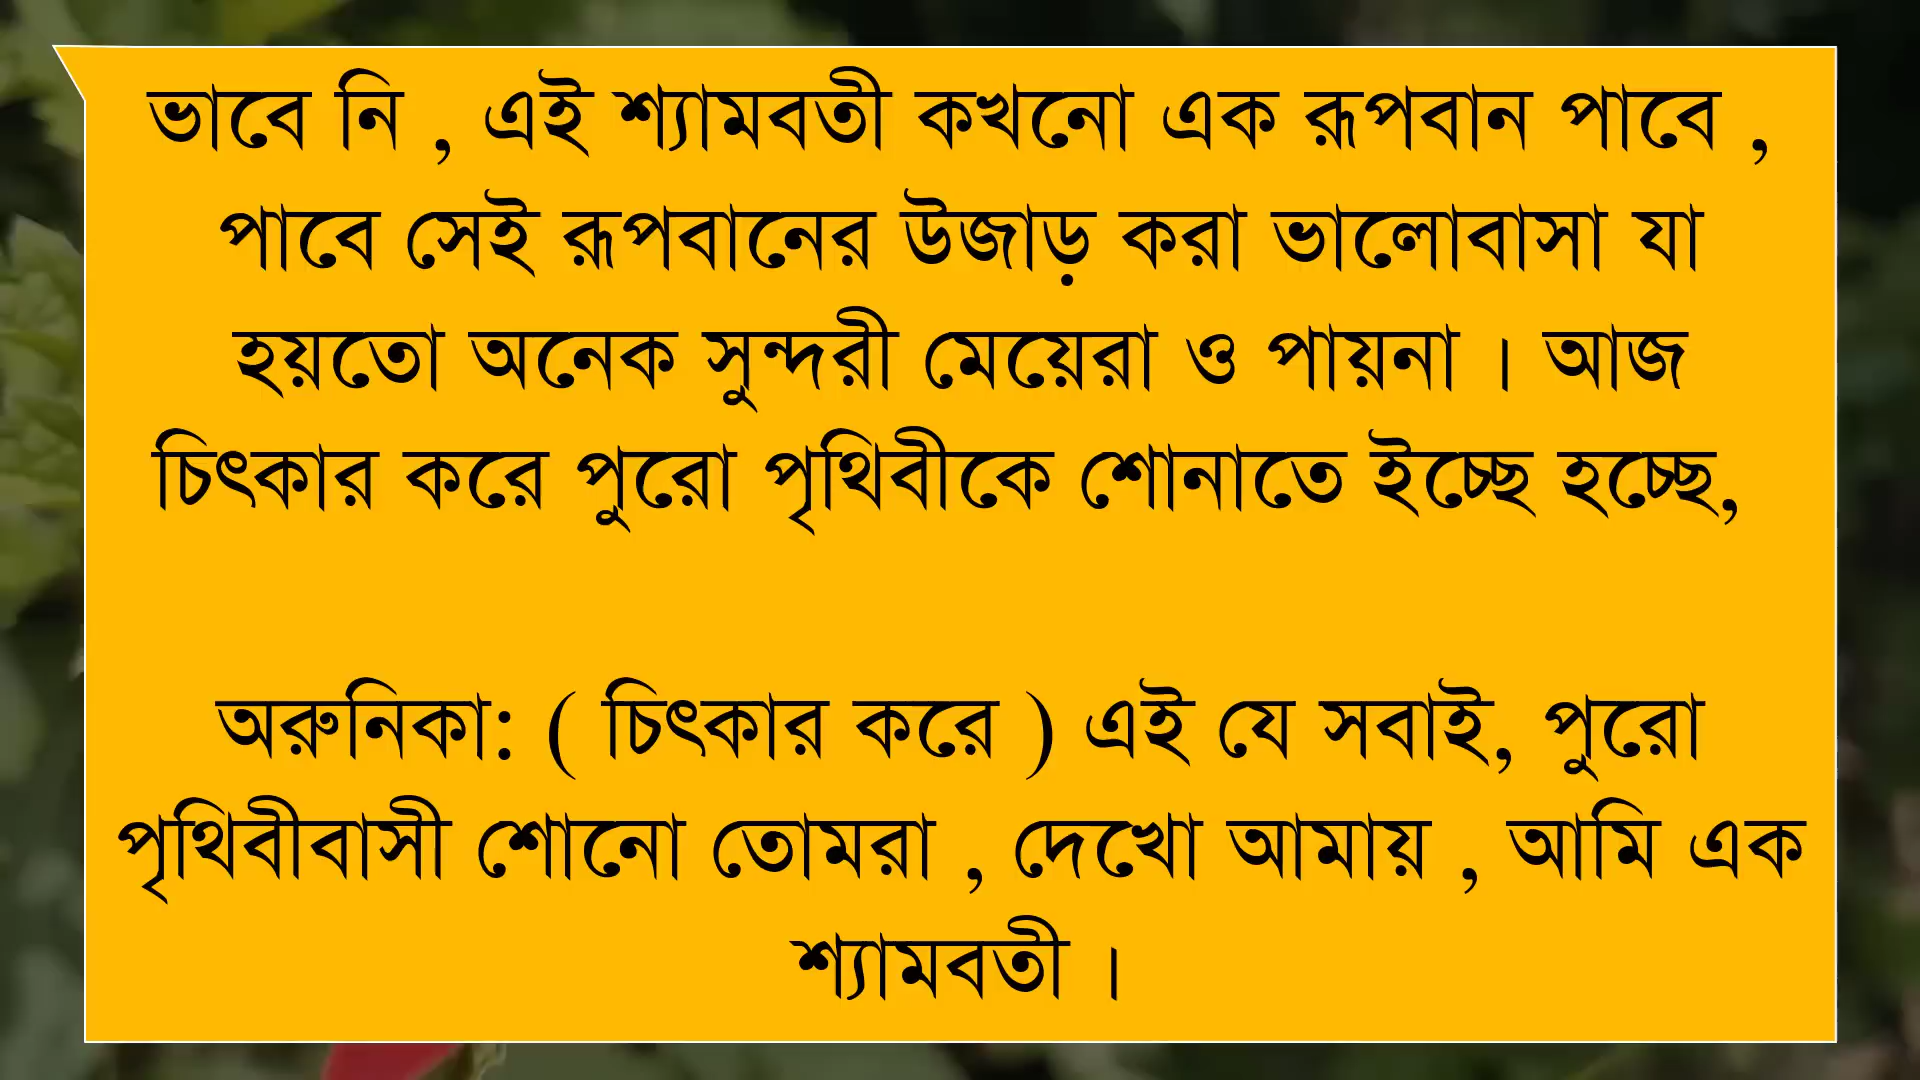 ভাবে নি , এই শ্যামবতী কখনো এক রূপবান পাবে ,
পাবে সেই রূপবানের উজাড় করা ভালোবাসা যা
হয়তো অনেক সুন্দরী মেয়েরা ও পায়না । আজ
চিৎকার করে পুরো পৃথিবীকে শোনাতে ইচ্ছে হচ্ছে,
অরুনিকা: ( চিৎকার করে ) এই যে সবাই, পুরো
পৃথিবীবাসী শোনো তোমরা , দেখো আমায় , আমি এক
শ্যামবতী ।